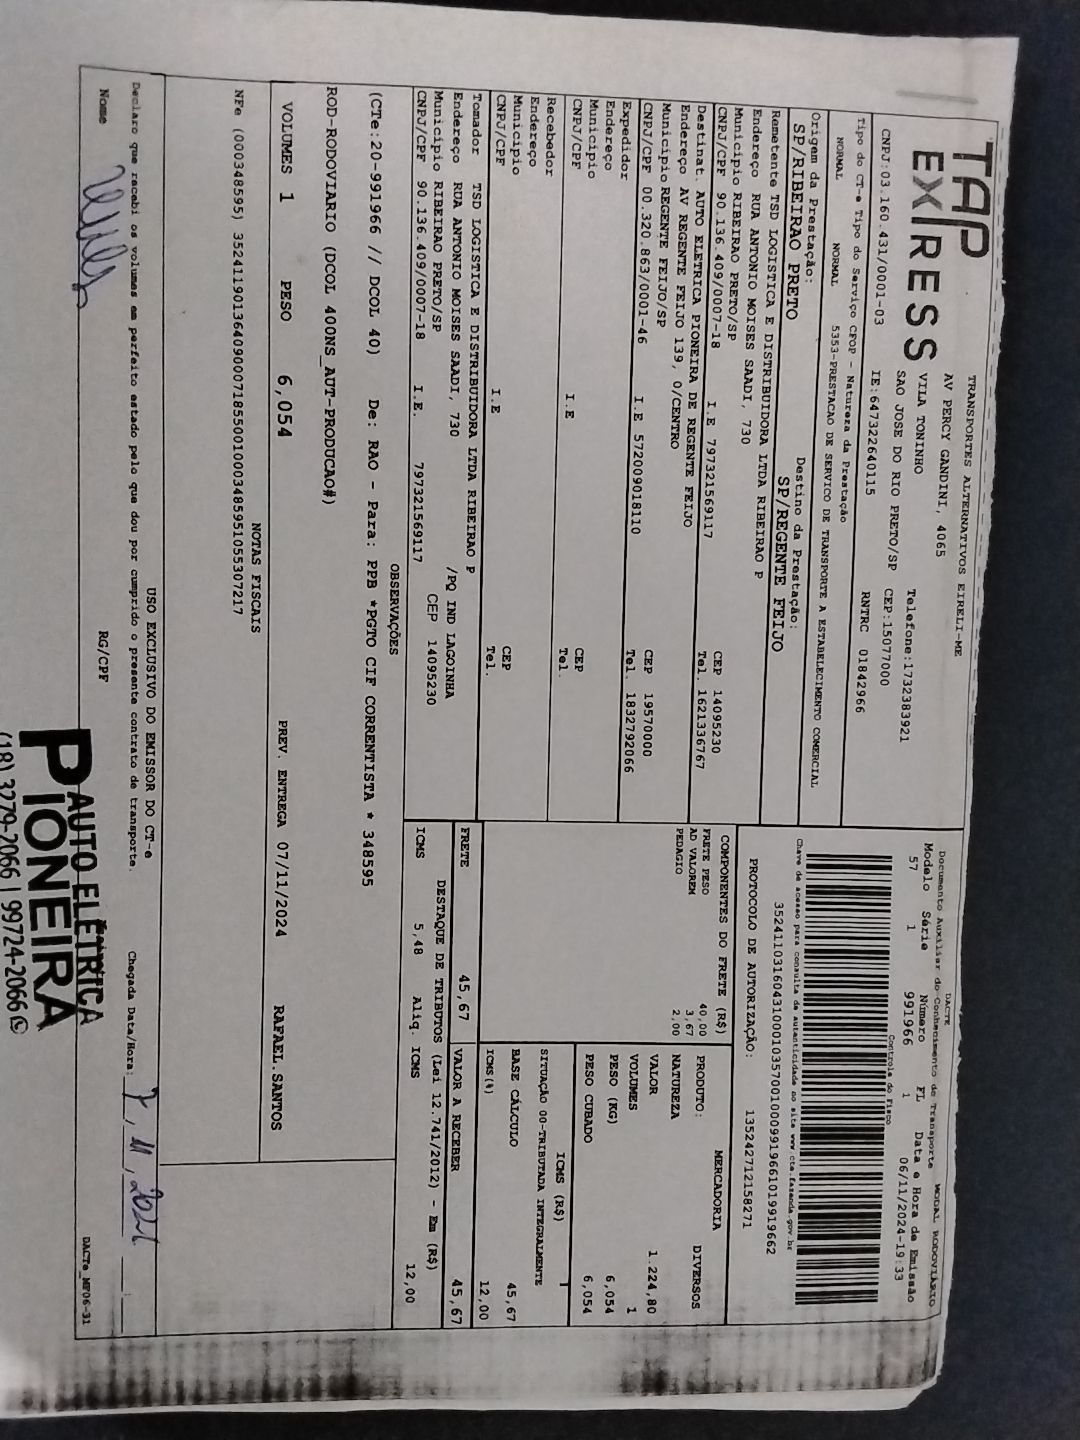 TAP
EXPRESS
TRANSPORTES ALTERNATIVOS EIRELI-ME
AV PERCY GANDINI, 4065
VILA TONINHO Telefone:1732383921
SAO JOSE DO RIO PRETO/SP CEP:15077000
CNPJ:03.160.431/0001-03 IE:647322640115 RNTRC 01842966
Tipo do CT-e Tipo do Serviço CFOP - Natureza da Prestação
NORMAL NORMAL 5353-PRESTACAO DE SERVICO DE TRANSPORTE A ESTABELECIMENTO COMERCIAL
Origem da Prestação: Destino da Prestação:
SP/RIBEIRAO PRETO SP/REGENTE FEIJO
Remetente TSD LOGISTICA E DISTRIBUIDORA LTDA RIBEIRAO P
Endereço RUA ANTONIO MOISES SAADI, 730
Município RIBEIRAO PRETO/SP CEP 14095230
CNPJ/CPF 90.136.409/0007-18 I.E 797321569117 Tel. 1621336767
Destinat. AUTO ELETRICA PIONEIRA DE REGENTE FEIJO
Endereço AV REGENTE FEIJO 139, 0/CENTRO
Município REGENTE FEIJO/SP CEP 19570000
CNPJ/CPF 00.320.863/0001-46 I.E 572009018110 Tel. 1832792066
Expedidor
Endereço
Município CEP
CNPJ/CPF I.E Tel.
Recebedor
Endereço
Município CEP
CNPJ/CPF I.E Tel.
Tomador TSD LOGISTICA E DISTRIBUIDORA LTDA RIBEIRAO P
Endereço RUA ANTONIO MOISES SAADI, 730 /PQ IND LAGOINHA
Município RIBEIRAO PRETO/SP CEP 14095230
CNPJ/CPF 90.136.409/0007-18 I.E. 797321569117
DACTE
Documento Auxiliar do Conhecimento de Transporte MODAL RODOVIÁRIO
Modelo Série Número FL Data e Hora de Emissão
57 1 991966 1 06/11/2024-19:33
Controle do Fisco
Chave de acesso para consulta de autenticidade no site www.cte.fazenda.gov.br
35241103160431000103570010009919661019919662
PROTOCOLO DE AUTORIZAÇÃO: 135242712158271
COMPONENTES DO FRETE (R$)
FRETE PESO 40,00
AD VALOREM 3,67
PEDAGIO 2,00
MERCADORIA
PRODUTO: DIVERSOS
NATUREZA
VALOR 1.224,80
VOLUMES 1
PESO (KG) 6,054
PESO CUBADO 6,054
ICMS (R$)
SITUAÇÃO 00-TRIBUTADA INTEGRALMENTE
BASE CÁLCULO 45,67
ICMS(%) 12,00
FRETE 45,67 VALOR A RECEBER 45,67
DESTAQUE DE TRIBUTOS (Lei 12.741/2012) - Em (R$)
ICMS 5,48 Aliq. ICMS 12,00
OBSERVAÇÕES
(CTe:20-991966 // DCOL 40) De: RAO - Para: PPB *PGTO CIF CORRENTISTA * 348595
ROD-RODOVIARIO (DCOL 400NS_AUT-PRODUCAO#)
VOLUMES 1 PESO 6,054 PREV. ENTREGA 07/11/2024 RAFAEL.SANTOS
NOTAS FISCAIS
NFe (000348595) 35241190136409000718550010003485951055307217
USO EXCLUSIVO DO EMISSOR DO CT-e
Declaro que recebi os volumes em perfeito estado pelo que dou por cumprido o presente contrato de transporte.
Chegada Data/Hora: 7, 11, 2024
Nome RG/CPF
DACTe_MF06-31
AUTO ELÉTRICA
PIONEIRA
(18) 3279-2066 | 99724-2066